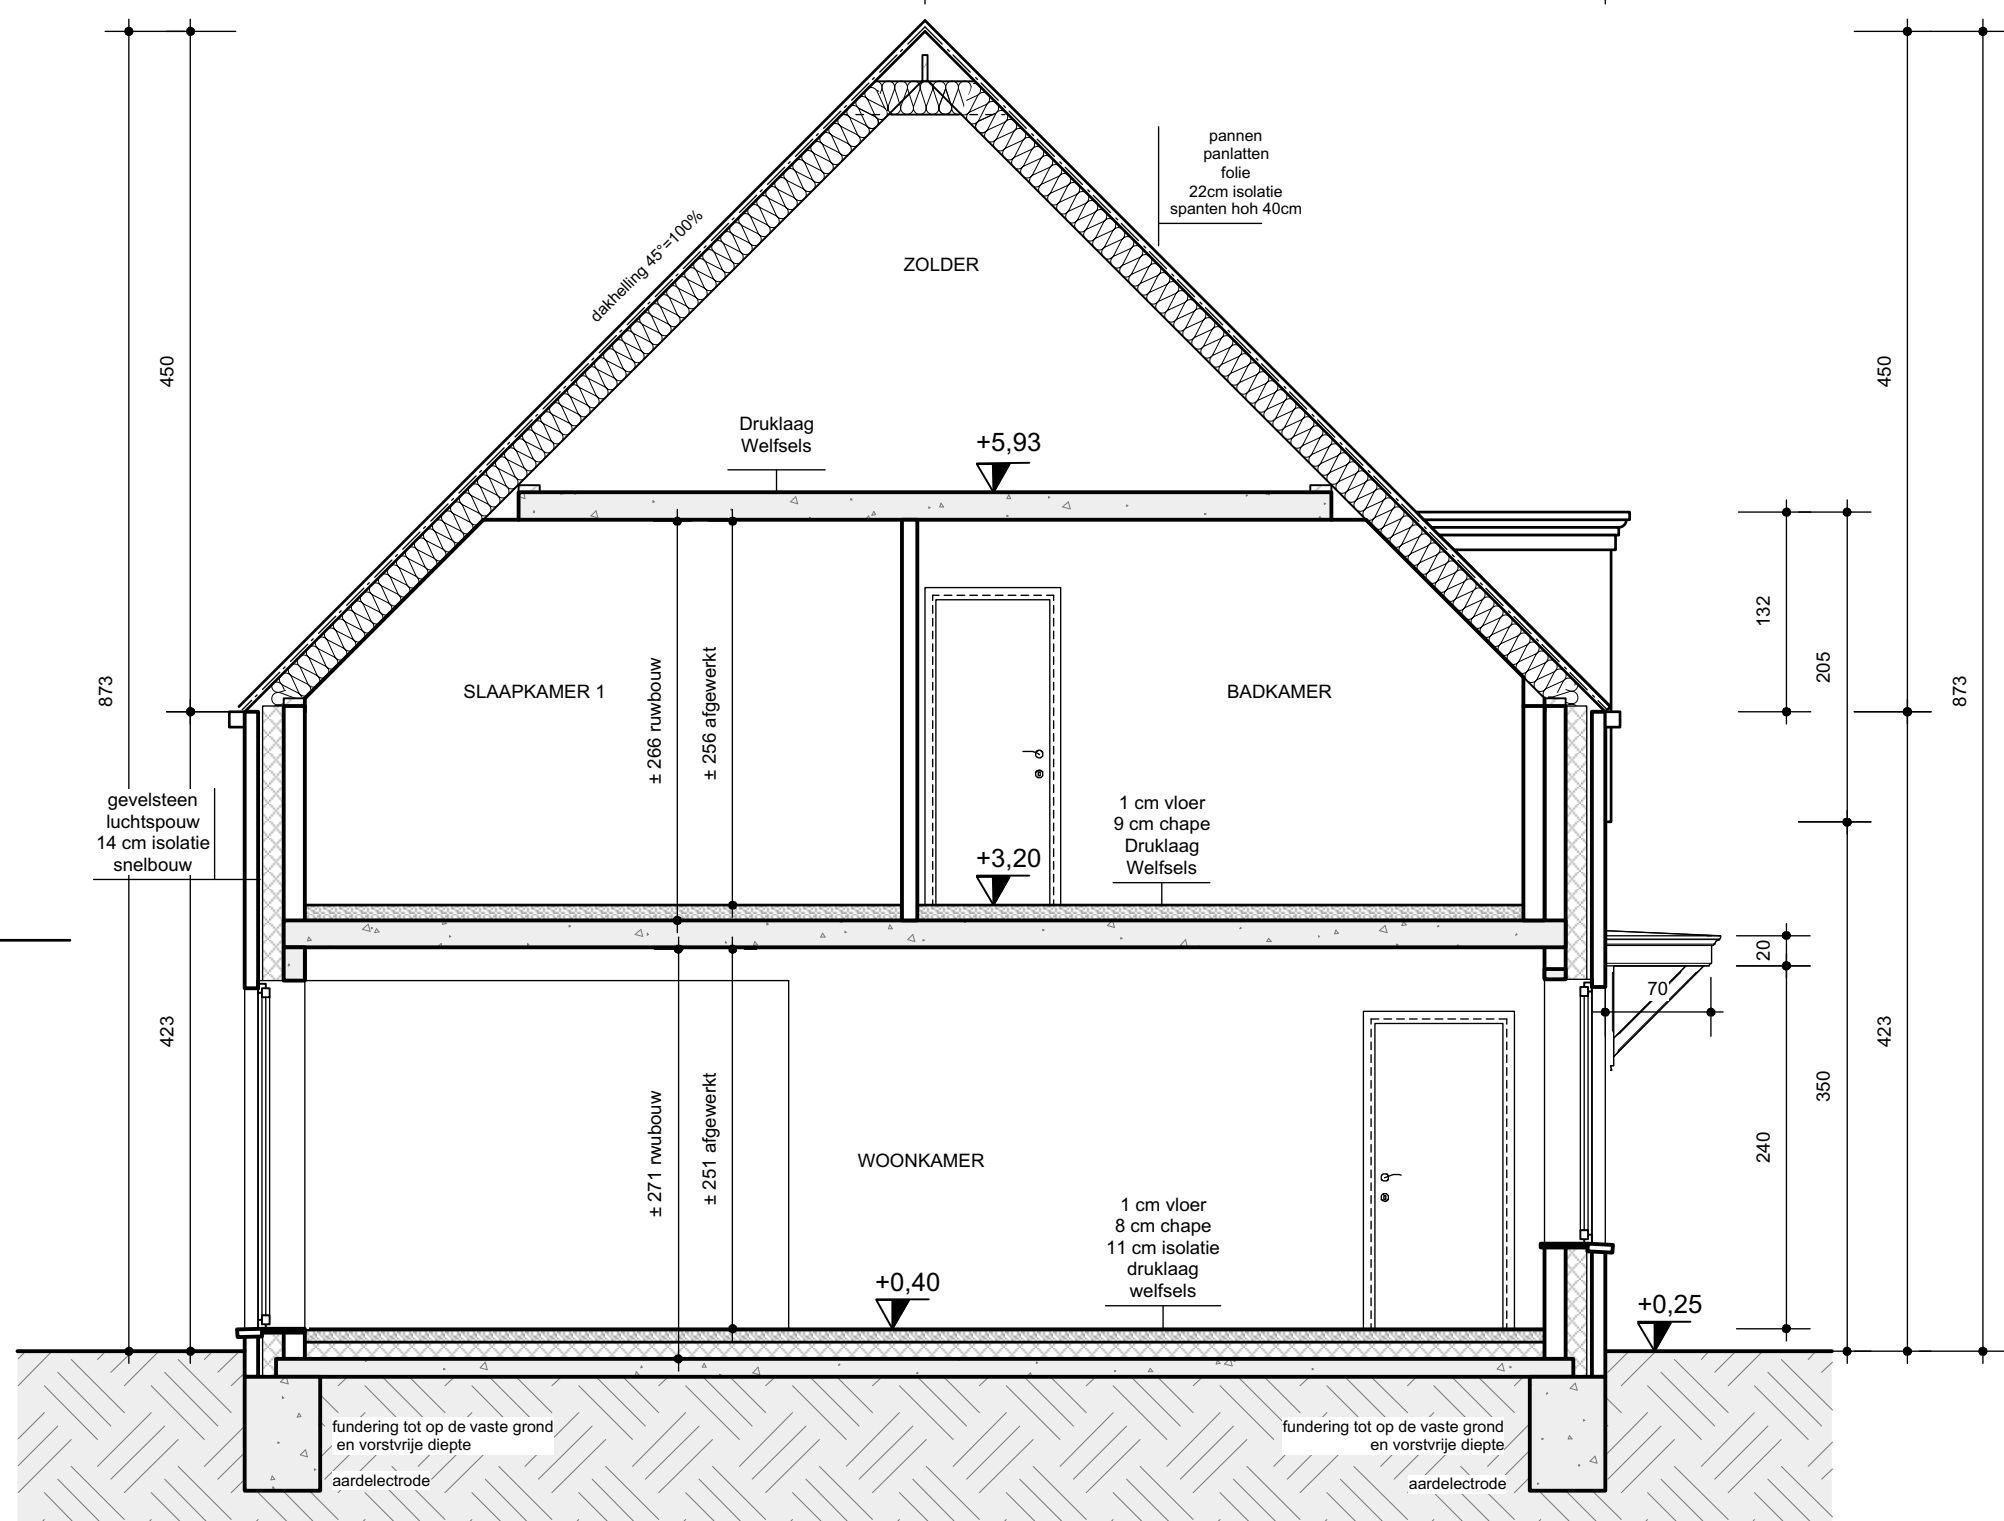 pannen
panlatten
folie
22cm isolatie
spanten hoh 40cm
dakhelling 45°=100%
ZOLDER
450
450
Druklaag
Welfsels
+5,93
132
205
873
873
SLAAPKAMER 1
± 266 ruwbouw
± 256 afgewerkt
BADKAMER
gevelsteen
luchtspouw
14 cm isolatie
snelbouw
1 cm vloer
9 cm chape
Druklaag
Welfsels
+3,20
20
70
423
423
350
240
± 271 rwubouw
± 251 afgewerkt
WOONKAMER
1 cm vloer
8 cm chape
11 cm isolatie
druklaag
welfsels
+0,40
+0,25
fundering tot op de vaste grond
en vorstvrije diepte
aardelectrode
fundering tot op de vaste grond
en vorstvrije diepte
aardelectrode